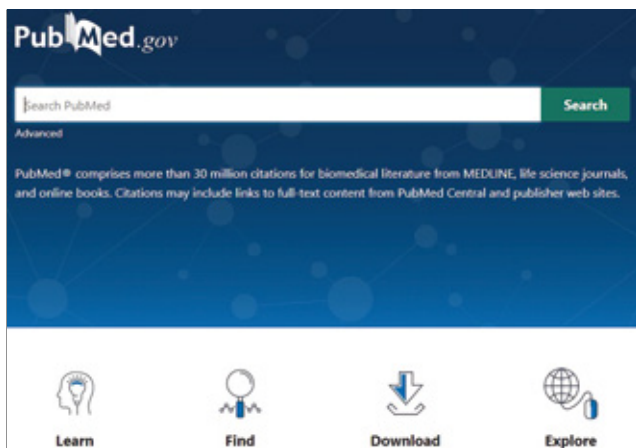 PubMed.gov
Search PubMed
Search
Advanced
PubMed® comprises more than 30 million citations for biomedical literature from MEDLINE, life science journals,
and online books. Citations may include links to full-text content from PubMed Central and publisher web sites.
Learn
Find
Download
Explore